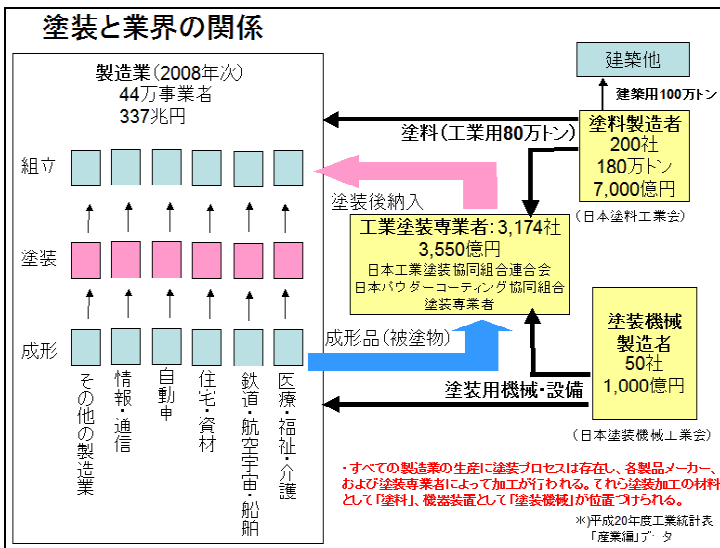 塗装と業界の関係
製造業(2008年次)
44万事業者
337兆円
組立
塗装
成形
その他の製造業
情報・通信
自動車
住宅・資材
鉄道・航空宇宙・船舶
医療・福祉・介護
建築他
建築用100万トン
塗料(工業用80万トン)
塗料製造者
200社
180万トン
7,000億円
(日本塗料工業会)
塗装後納入
工業塗装専業者:3,174社
3,550億円
日本工業塗装協同組合連合会
日本パウダーコーティング協同組合
塗装専業者
成形品(被塗物)
塗装用機械・設備
塗装機械
製造者
50社
1,000億円
(日本塗装機械工業会)
・すべての製造業の生産に塗装プロセスは存在し、各製品メーカー、
および塗装専業者によって加工が行われる。てれら塗装加工の材料
として「塗料」、機器装置として「塗装機械」が位置づけられる。
※)平成20年度工業統計表
「産業編」データ